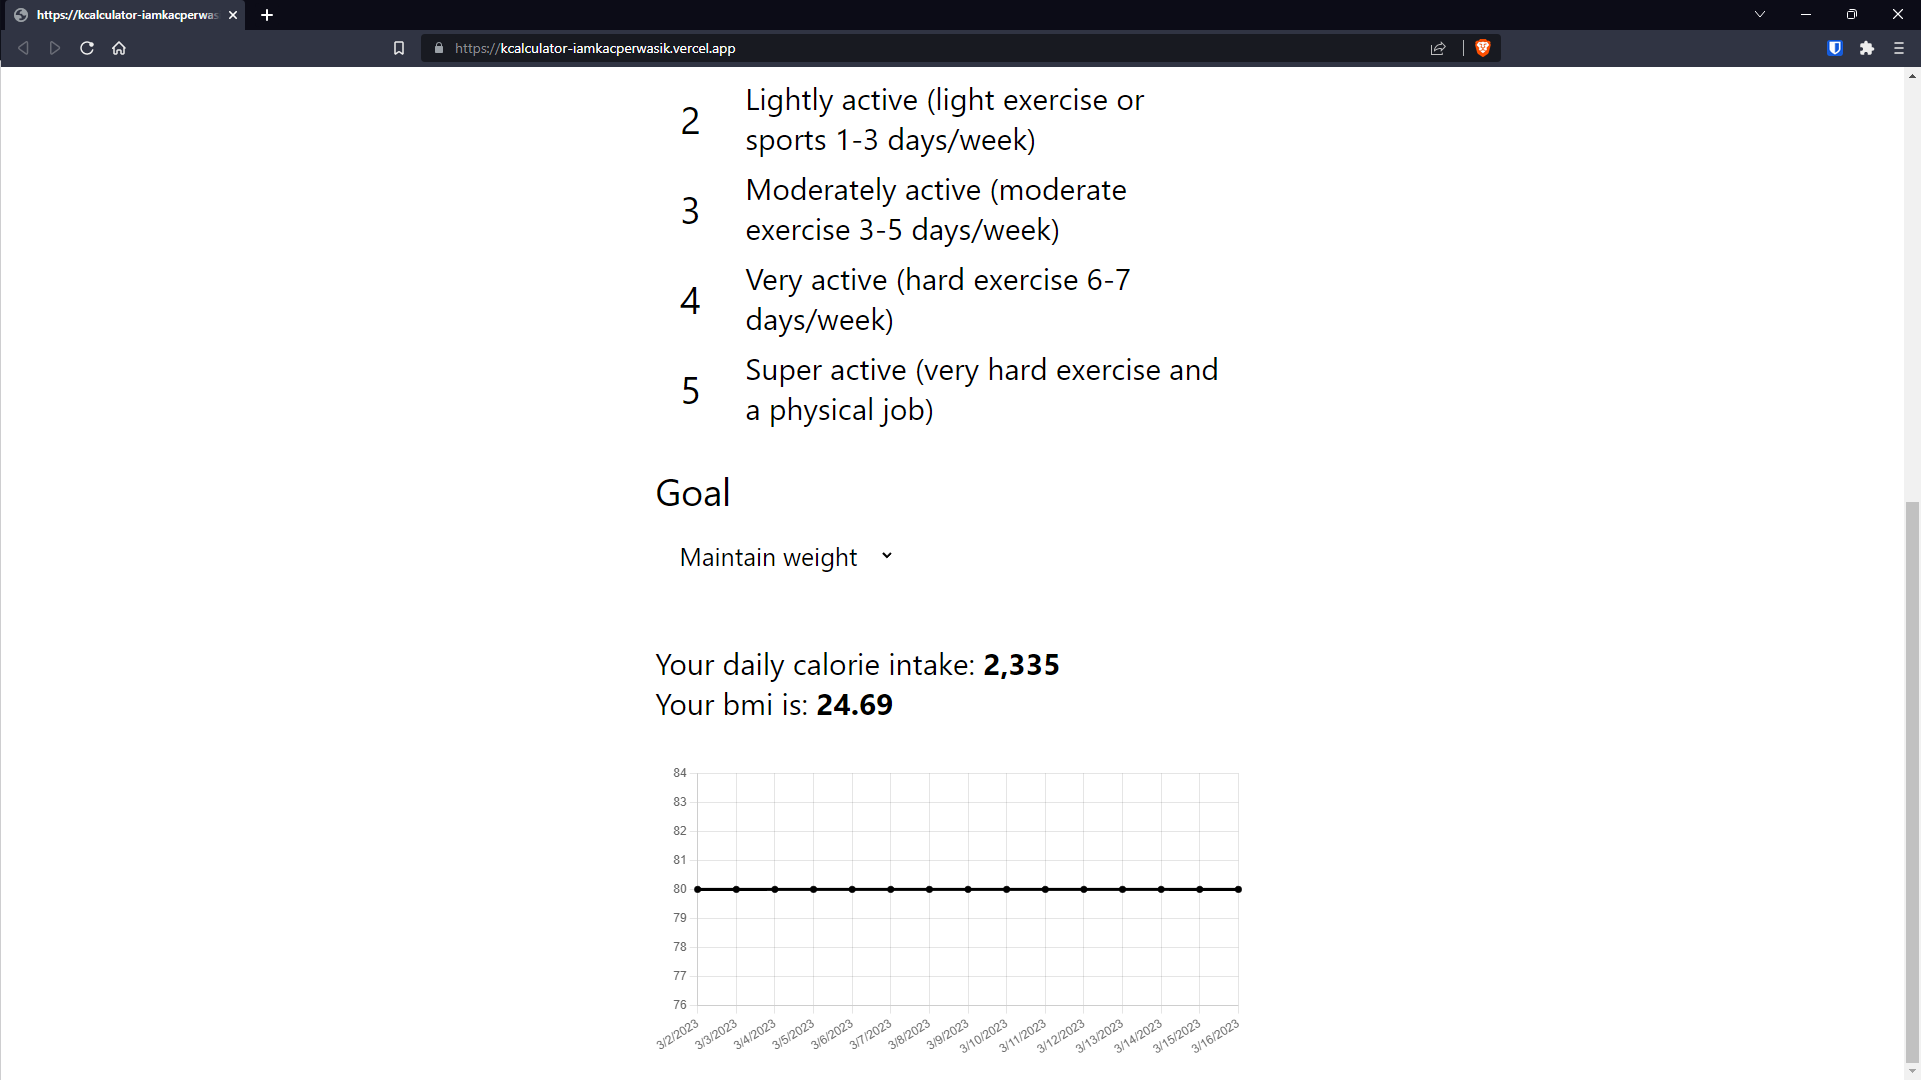 https://kcalculator-iamkacperwas
https://kcalculator-iamkacperwasik.vercel.app
2
Lightly active (light exercise or
sports 1-3 days/week)
3
Moderately active (moderate
exercise 3-5 days/week)
4
Very active (hard exercise 6-7
days/week)
5
Super active (very hard exercise and
a physical job)
Goal
Maintain weight
Your daily calorie intake: 2,335
Your bmi is: 24.69
84
83
82
81
80
79
78
77
76
3/2/2023
3/3/2023
3/4/2023
3/5/2023
3/6/2023
3/7/2023
3/8/2023
3/9/2023
3/10/2023
3/11/2023
3/12/2023
3/13/2023
3/14/2023
3/15/2023
3/16/2023